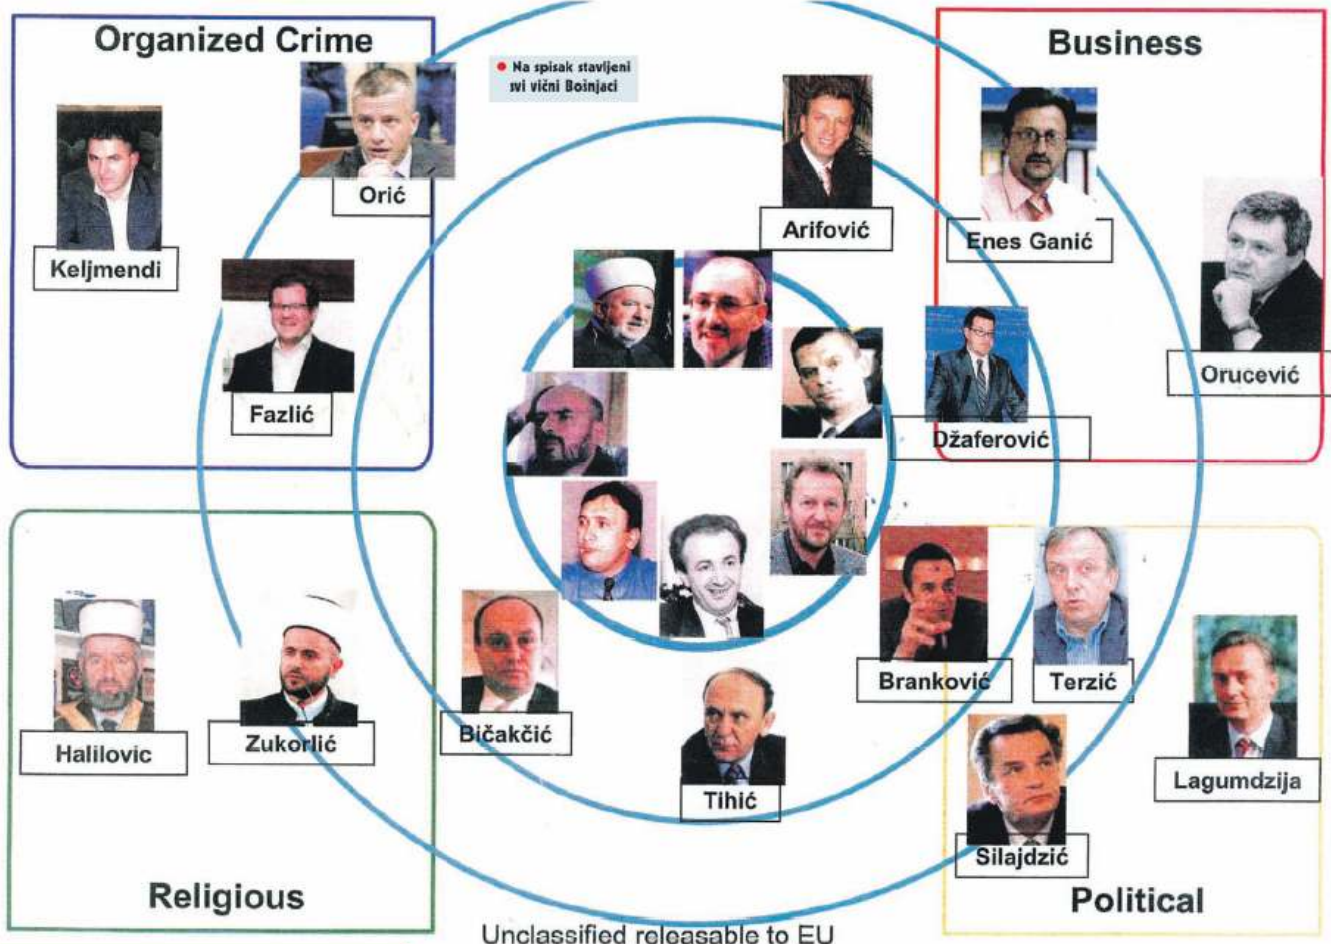 Organized Crime
Business
• Na spisak stavljeni
svi vični Bošnjaci
Orić
Keljmendi
Fazlić
Arifović
Enes Ganić
Orucević
Džaferović
Halilovic
Zukorlić
Bičakčić
Tihić
Branković
Terzić
Silajdzić
Lagumdzija
Religious
Political
Unclassified releasable to EU